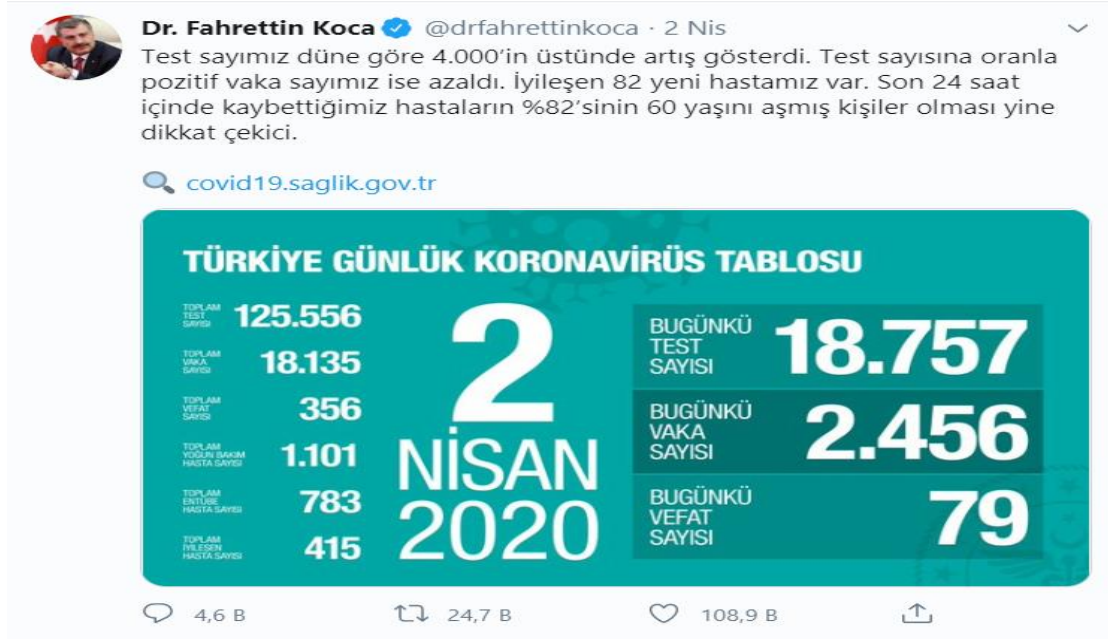 Dr. Fahrettin Koca @drfahrettinkoca · 2 Nis
Test sayımız düne göre 4.000’in üstünde artış gösterdi. Test sayısına oranla
pozitif vaka sayımız ise azaldı. İyileşen 82 yeni hastamız var. Son 24 saat
içinde kaybettiğimiz hastaların %82’sinin 60 yaşını aşmış kişiler olması yine
dikkat çekici.
covid19.saglik.gov.tr
TÜRKİYE GÜNLÜK KORONAVİRÜS TABLOSU
TOPLAM
TEST
SAYISI
125.556
TOPLAM
VAKA
SAYISI
18.135
TOPLAM
VEFAT
SAYISI
356
TOPLAM
YOĞUN BAKIM
HASTA SAYISI
1.101
TOPLAM
ENTÜBE
HASTA SAYISI
783
TOPLAM
İYİLEŞEN
HASTA SAYISI
415
2
NİSAN
2020
BUGÜNKÜ
TEST
SAYISI
18.757
BUGÜNKÜ
VAKA
SAYISI
2.456
BUGÜNKÜ
VEFAT
SAYISI
79
4,6 B
24,7 B
108,9 B